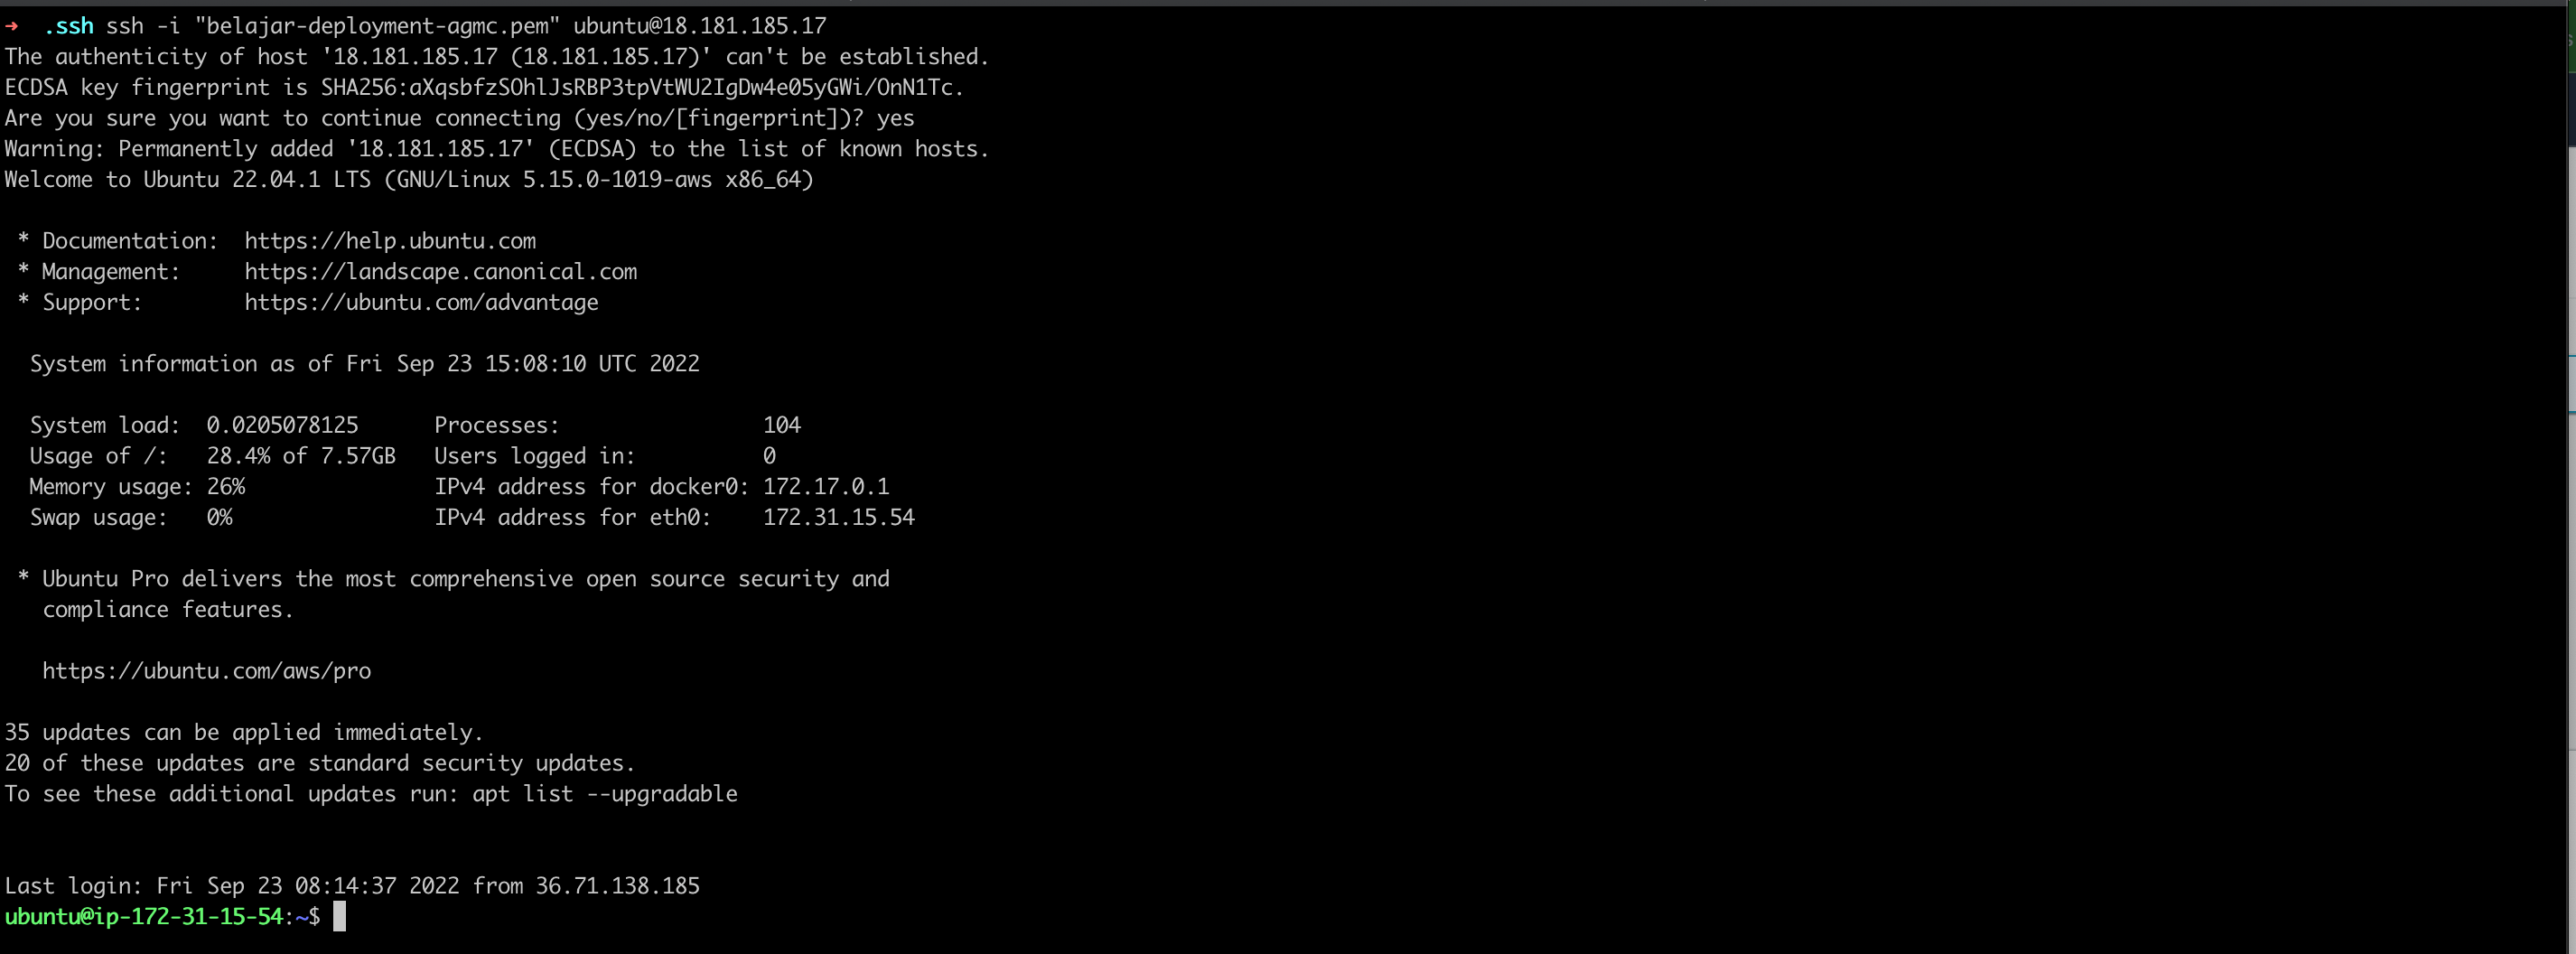 →  .ssh ssh -i "belajar-deployment-agmc.pem" ubuntu@18.181.185.17
The authenticity of host '18.181.185.17 (18.181.185.17)' can't be established.
ECDSA key fingerprint is SHA256:aXqsbfzSOhlJsRBP3tpVtWU2IgDw4e05yGWi/OnN1Tc.
Are you sure you want to continue connecting (yes/no/[fingerprint])? yes
Warning: Permanently added '18.181.185.17' (ECDSA) to the list of known hosts.
Welcome to Ubuntu 22.04.1 LTS (GNU/Linux 5.15.0-1019-aws x86_64)

 * Documentation:  https://help.ubuntu.com
 * Management:     https://landscape.canonical.com
 * Support:        https://ubuntu.com/advantage

  System information as of Fri Sep 23 15:08:10 UTC 2022

  System load:  0.0205078125      Processes:                104
  Usage of /:   28.4% of 7.57GB   Users logged in:          0
  Memory usage: 26%               IPv4 address for docker0: 172.17.0.1
  Swap usage:   0%                IPv4 address for eth0:    172.31.15.54

 * Ubuntu Pro delivers the most comprehensive open source security and
   compliance features.

   https://ubuntu.com/aws/pro

35 updates can be applied immediately.
20 of these updates are standard security updates.
To see these additional updates run: apt list --upgradable


Last login: Fri Sep 23 08:14:37 2022 from 36.71.138.185
ubuntu@ip-172-31-15-54:~$